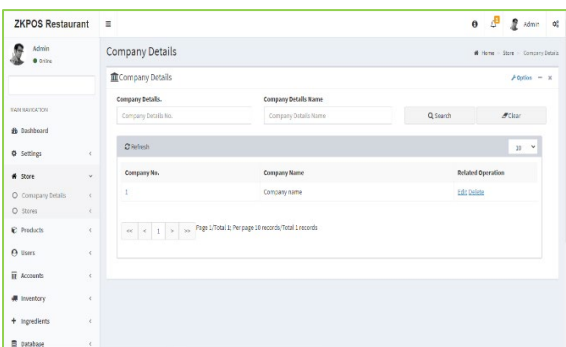 ZKPOS Restaurant
Admin
Admin
Online
Company Details
Home
Store
Company Details
MAIN NAVIGATION
Dashboard
Settings
Store
Company Details
Stores
Products
Users
Accounts
Inventory
Ingredients
Database
Company Details
Option
Company Details.
Company Details Name
Company Details No.
Company Details Name
Search
Clear
Refresh
10
Company No.
Company Name
Related Operation
1
Company name
Edit Delete
<< < 1 > >> Page 1/Total 1; Per page 10 records/Total 1 records